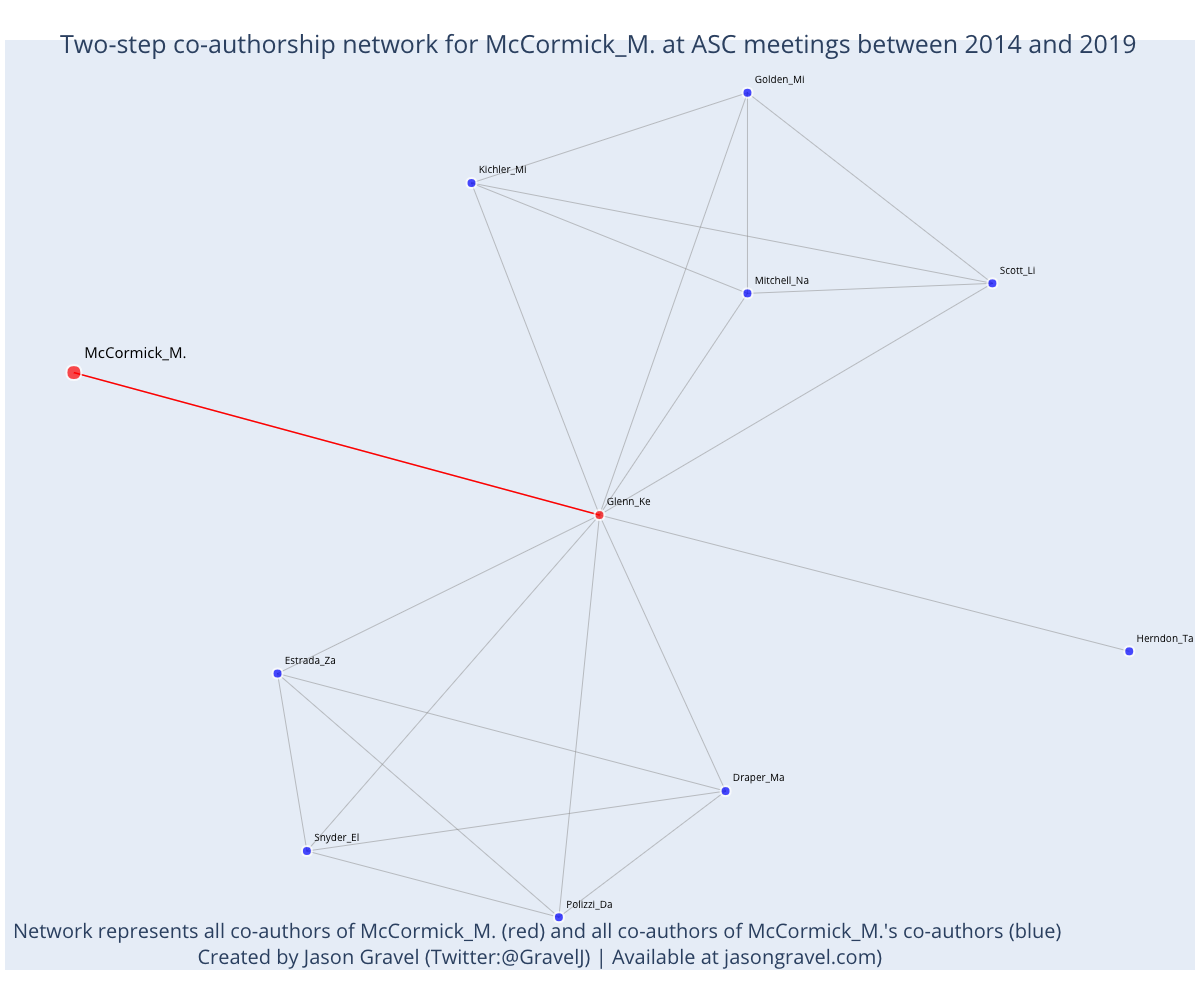 Two-step co-authorship network for McCormick_M. at ASC meetings between 2014 and 2019
Golden_Mi
Kichler_Mi
Scott_Li
Mitchell_Na
McCormick_M.
Glenn_Ke
Herndon_Ta
Estrada_Za
Draper_Ma
Snyder_El
Polizzi_Da
Network represents all co-authors of McCormick_M. (red) and all co-authors of McCormick_M.'s co-authors (blue)
Created by Jason Gravel (Twitter:@GravelJ) | Available at jasongravel.com)